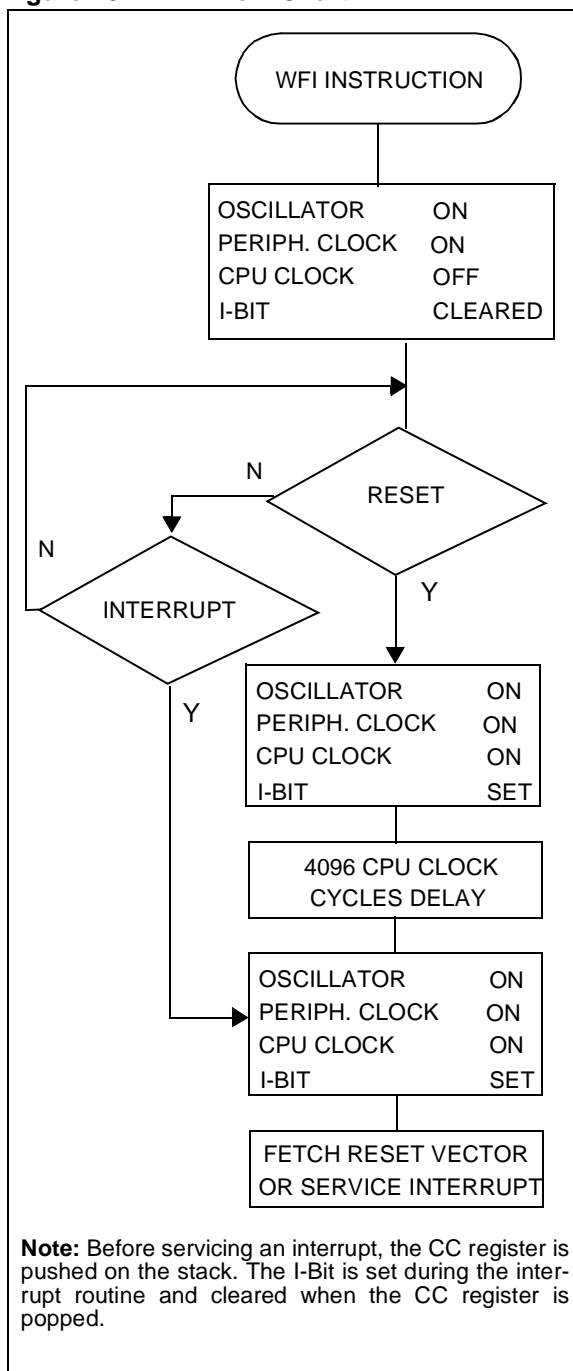 WFI INSTRUCTION
OSCILLATOR ON
PERIPH. CLOCK ON
CPU CLOCK OFF
I-BIT CLEARED
RESET
N
INTERRUPT
N
Y
Y
OSCILLATOR ON
PERIPH. CLOCK ON
CPU CLOCK ON
I-BIT SET
4096 CPU CLOCK
CYCLES DELAY
OSCILLATOR ON
PERIPH. CLOCK ON
CPU CLOCK ON
I-BIT SET
FETCH RESET VECTOR
OR SERVICE INTERRUPT
Note: Before servicing an interrupt, the CC register is
pushed on the stack. The I-Bit is set during the inter-
rupt routine and cleared when the CC register is
popped.